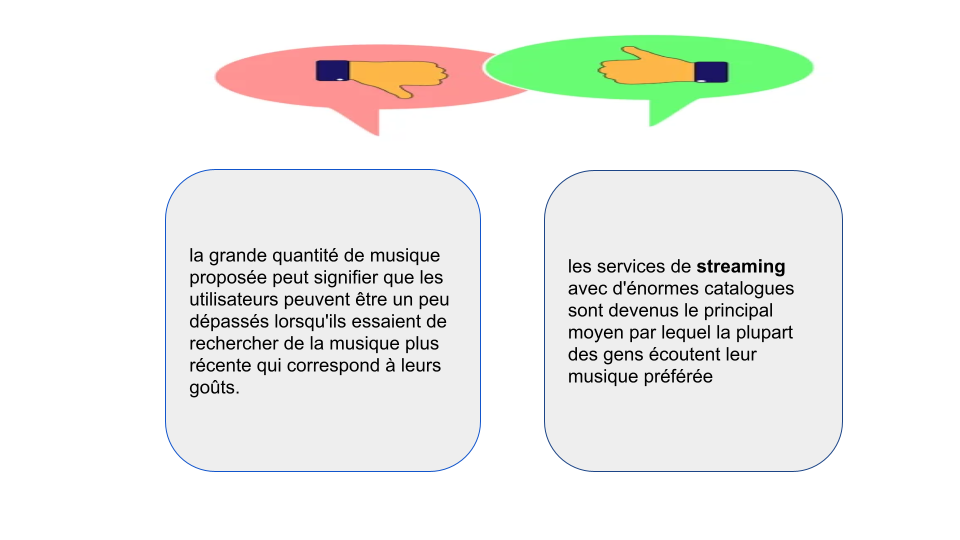 la grande quantité de musique
proposée peut signifier que les
utilisateurs peuvent être un peu
dépassés lorsqu'ils essaient de
rechercher de la musique plus
récente qui correspond à leurs
goûts.
les services de streaming
avec d'énormes catalogues
sont devenus le principal
moyen par lequel la plupart
des gens écoutent leur
musique préférée